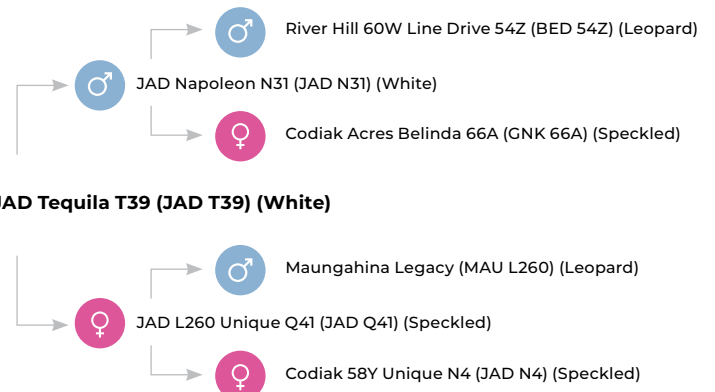 River Hill 60W Line Drive 54Z (BED 54Z) (Leopard)
JAD Napoleon N31 (JAD N31) (White)
Codiak Acres Belinda 66A (GNK 66A) (Speckled)
JAD Tequila T39 (JAD T39) (White)
Maungahina Legacy (MAU L260) (Leopard)
JAD L260 Unique Q41 (JAD Q41) (Speckled)
Codiak 58Y Unique N4 (JAD N4) (Speckled)